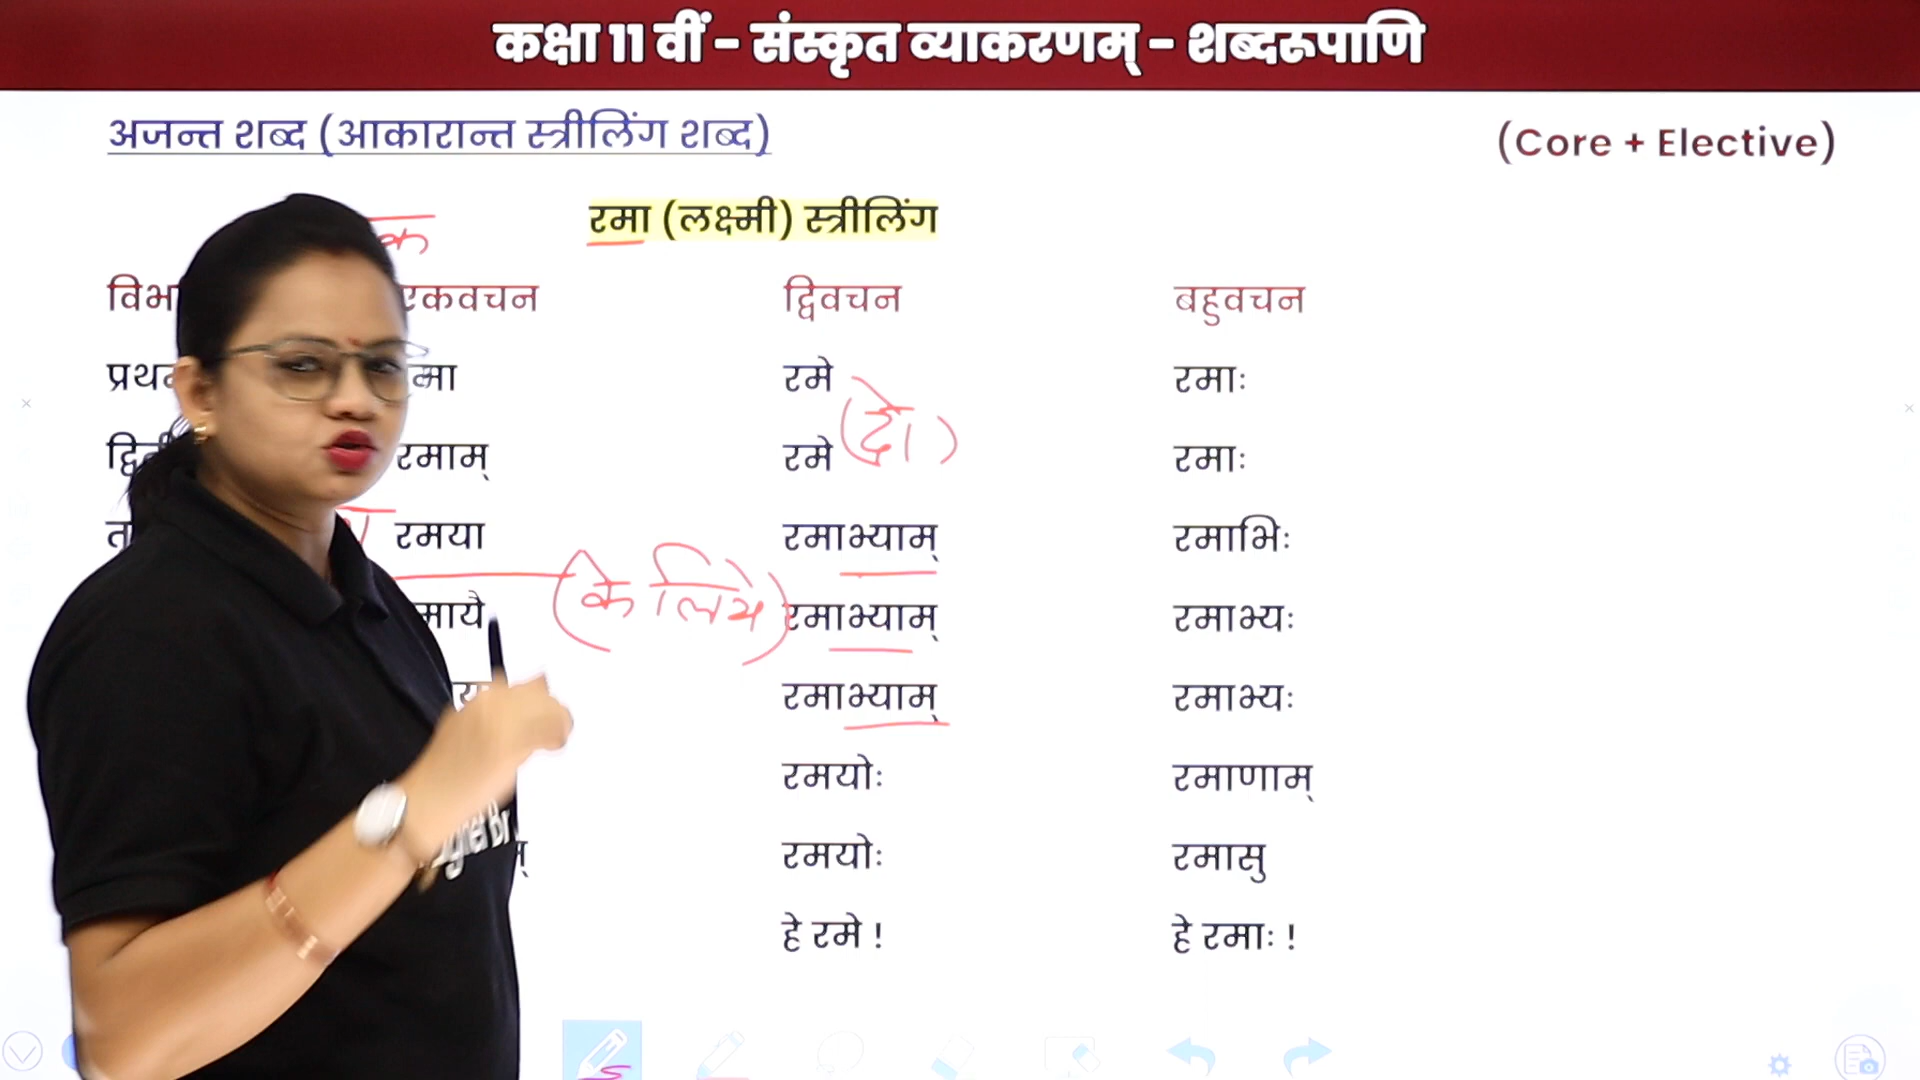 कक्षा 11 वीं - संस्कृत व्याकरणम् - शब्दरूपाणि
अजन्त शब्द (आकारान्त स्त्रीलिंग शब्द) (Core + Elective)
रमा (लक्ष्मी) स्त्रीलिंग
एकवचन द्विवचन बहुवचन
रमे रमाः
(दो)
रमाम् रमे रमाः
रमया रमाभ्याम् रमाभिः
(के लिये) रमाभ्याम् रमाभ्यः
रमाभ्याम् रमाभ्यः
रमयोः रमाणाम्
रमयोः रमासु
हे रमे ! हे रमाः !